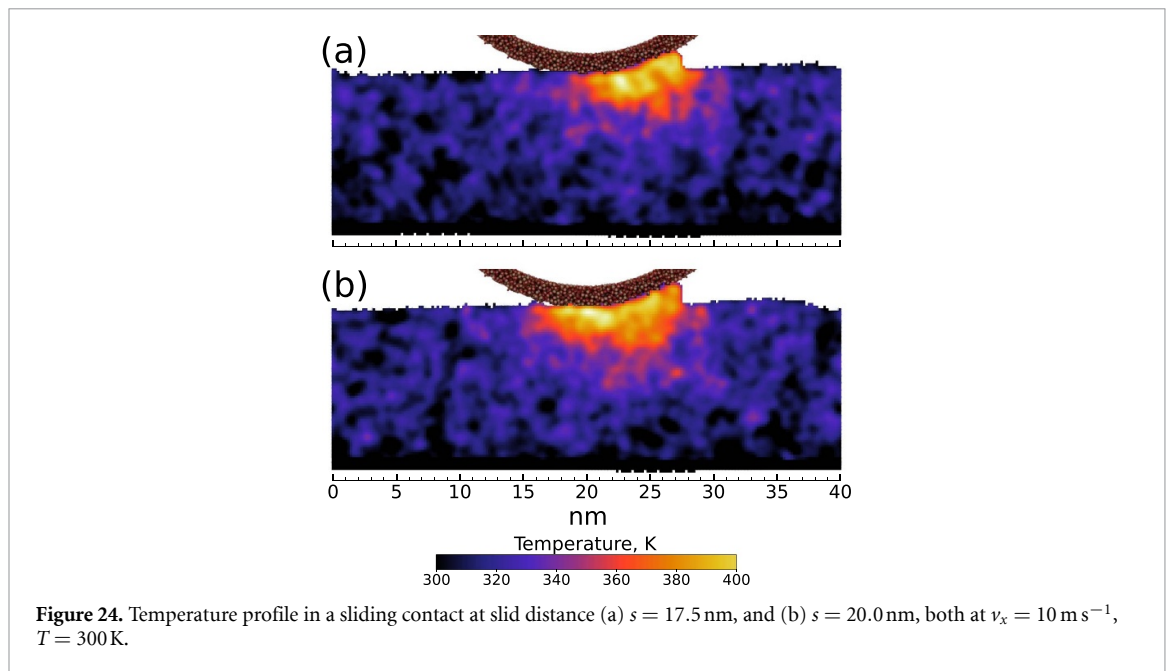 (a)
(b)
0 5 10 15 20 25 30 35 40
nm
Temperature, K
300 320 340 360 380 400
Figure 24. Temperature profile in a sliding contact at slid distance (a) s = 17.5 nm, and (b) s = 20.0 nm, both at vₓ = 10 m s⁻¹,
T = 300 K.